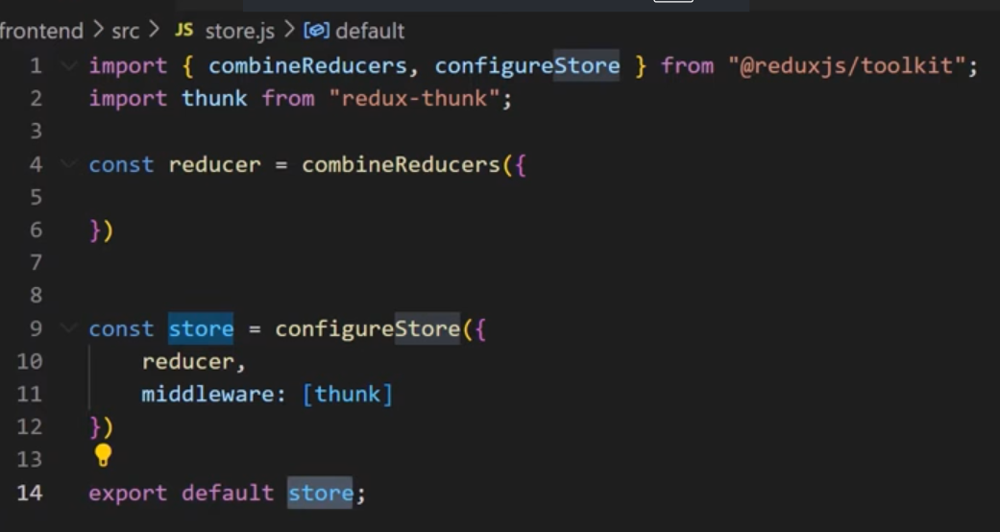 frontend > src > JS store.js > default
1 import { combineReducers, configureStore } from "@reduxjs/toolkit";
2 import thunk from "redux-thunk";
3
4 const reducer = combineReducers({
5
6 })
7
8
9 const store = configureStore({
10 reducer,
11 middleware: [thunk]
12 })
13
14 export default store;